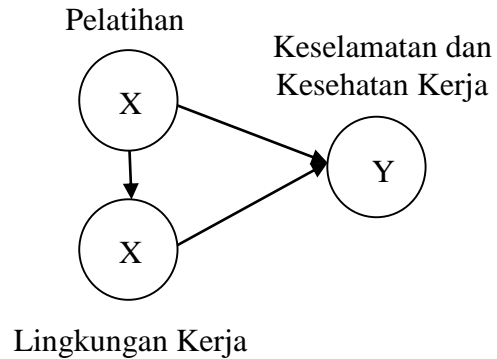 Pelatihan
Keselamatan dan
Kesehatan Kerja
X
Y
X
Lingkungan Kerja